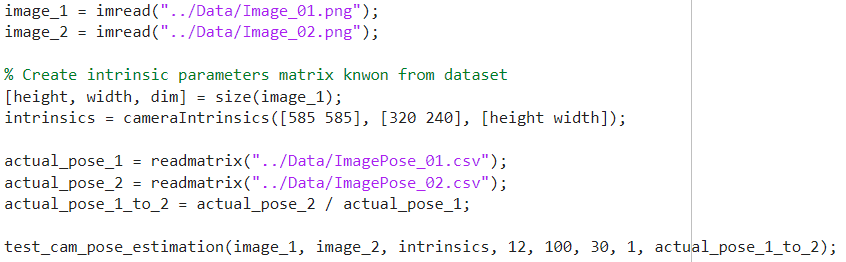 image_1 = imread("../Data/Image_01.png");
image_2 = imread("../Data/Image_02.png");
% Create intrinsic parameters matrix knwon from dataset
[height, width, dim] = size(image_1);
intrinsics = cameraIntrinsics([585 585], [320 240], [height width]);
actual_pose_1 = readmatrix("../Data/ImagePose_01.csv");
actual_pose_2 = readmatrix("../Data/ImagePose_02.csv");
actual_pose_1_to_2 = actual_pose_2 / actual_pose_1;
test_cam_pose_estimation(image_1, image_2, intrinsics, 12, 100, 30, 1, actual_pose_1_to_2);